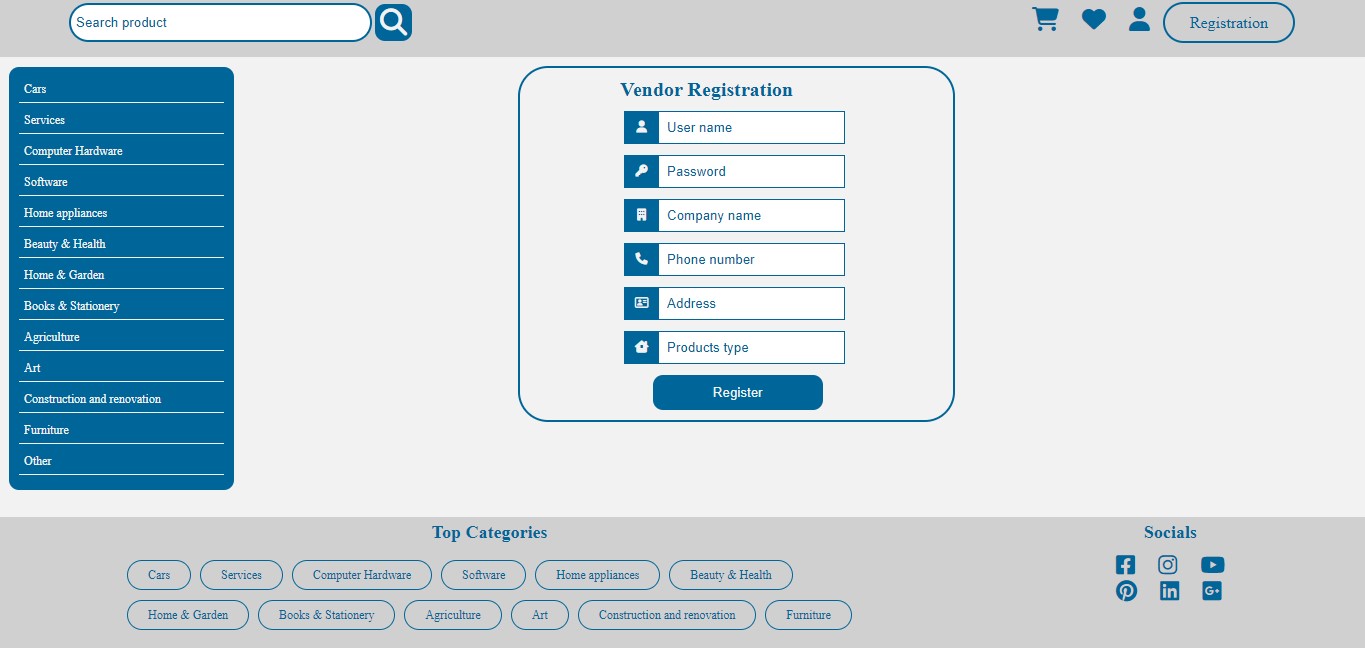 Search product
Registration
Cars
Services
Computer Hardware
Software
Home appliances
Beauty & Health
Home & Garden
Books & Stationery
Agriculture
Art
Construction and renovation
Furniture
Other
Vendor Registration
User name
Password
Company name
Phone number
Address
Products type
Register
Top Categories
Cars Services Computer Hardware Software Home appliances Beauty & Health
Home & Garden Books & Stationery Agriculture Art Construction and renovation Furniture
Socials